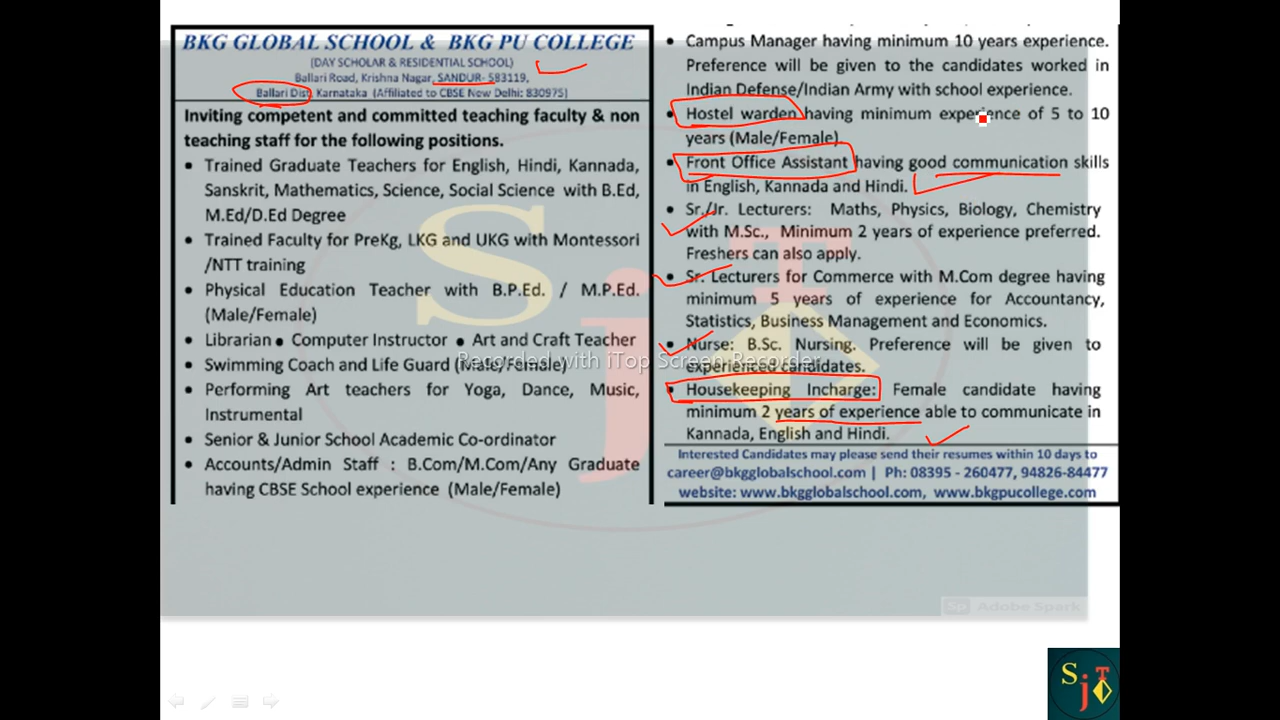 BKG GLOBAL SCHOOL & BKG PU COLLEGE
(DAY SCHOLAR & RESIDENTIAL SCHOOL)
Ballari Road, Krishna Nagar, SANDUR- 583119,
Ballari Dist, Karnataka (Affiliated to CBSE New Delhi: 830975)
Inviting competent and committed teaching faculty & non
teaching staff for the following positions.
• Trained Graduate Teachers for English, Hindi, Kannada,
Sanskrit, Mathematics, Science, Social Science with B.Ed,
M.Ed/D.Ed Degree
• Trained Faculty for PreKg, LKG and UKG with Montessori
/NTT training
• Physical Education Teacher with B.P.Ed. / M.P.Ed.
(Male/Female)
• Librarian • Computer Instructor • Art and Craft Teacher
• Swimming Coach and Life Guard (Male/Female)
• Performing Art teachers for Yoga, Dance, Music,
Instrumental
• Senior & Junior School Academic Co-ordinator
• Accounts/Admin Staff : B.Com/M.Com/Any Graduate
having CBSE School experience (Male/Female)
• Campus Manager having minimum 10 years experience.
Preference will be given to the candidates worked in
Indian Defense/Indian Army with school experience.
• Hostel warden having minimum experience of 5 to 10
years (Male/Female).
• Front Office Assistant having good communication skills
in English, Kannada and Hindi.
• Sr./Jr. Lecturers: Maths, Physics, Biology, Chemistry
with M.Sc., Minimum 2 years of experience preferred.
Freshers can also apply.
• Sr. Lecturers for Commerce with M.Com degree having
minimum 5 years of experience for Accountancy,
Statistics, Business Management and Economics.
• Nurse: B.Sc. Nursing. Preference will be given to
experienced candidates.
• Housekeeping Incharge: Female candidate having
minimum 2 years of experience able to communicate in
Kannada, English and Hindi.
Interested Candidates may please send their resumes within 10 days to
career@bkgglobalschool.com | Ph: 08395 - 260477, 94826-84477
website: www.bkgglobalschool.com, www.bkgpucollege.com
Recorded with iTop Screen Recorder
SjT
Sp Adobe Spark
SjT